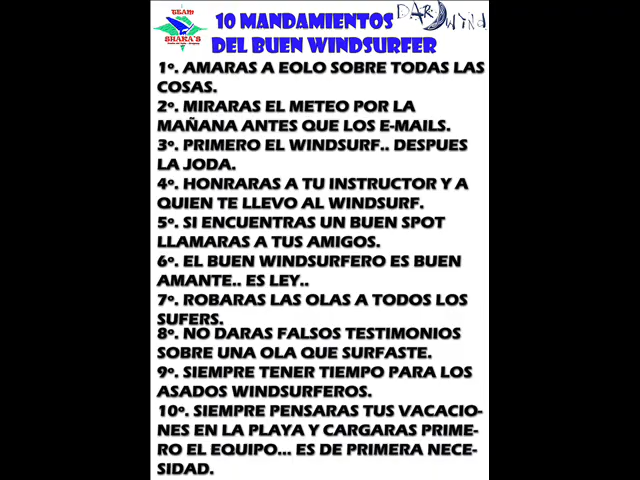 TEAM
SHAKA'S
10 MANDAMIENTOS
DEL BUEN WINDSURFER
DAR WYND
1º. AMARAS A EOLO SOBRE TODAS LAS
COSAS.
2º. MIRARAS EL METEO POR LA
MAÑANA ANTES QUE LOS E-MAILS.
3º. PRIMERO EL WINDSURF.. DESPUES
LA JODA.
4º. HONRARAS A TU INSTRUCTOR Y A
QUIEN TE LLEVO AL WINDSURF.
5º. SI ENCUENTRAS UN BUEN SPOT
LLAMARAS A TUS AMIGOS.
6º. EL BUEN WINDSURFERO ES BUEN
AMANTE.. ES LEY..
7º. ROBARAS LAS OLAS A TODOS LOS
SUFERS.
8º. NO DARAS FALSOS TESTIMONIOS
SOBRE UNA OLA QUE SURFASTE.
9º. SIEMPRE TENER TIEMPO PARA LOS
ASADOS WINDSURFEROS.
10º. SIEMPRE PENSARAS TUS VACACIO-
NES EN LA PLAYA Y CARGARAS PRIME-
RO EL EQUIPO... ES DE PRIMERA NECE-
SIDAD.